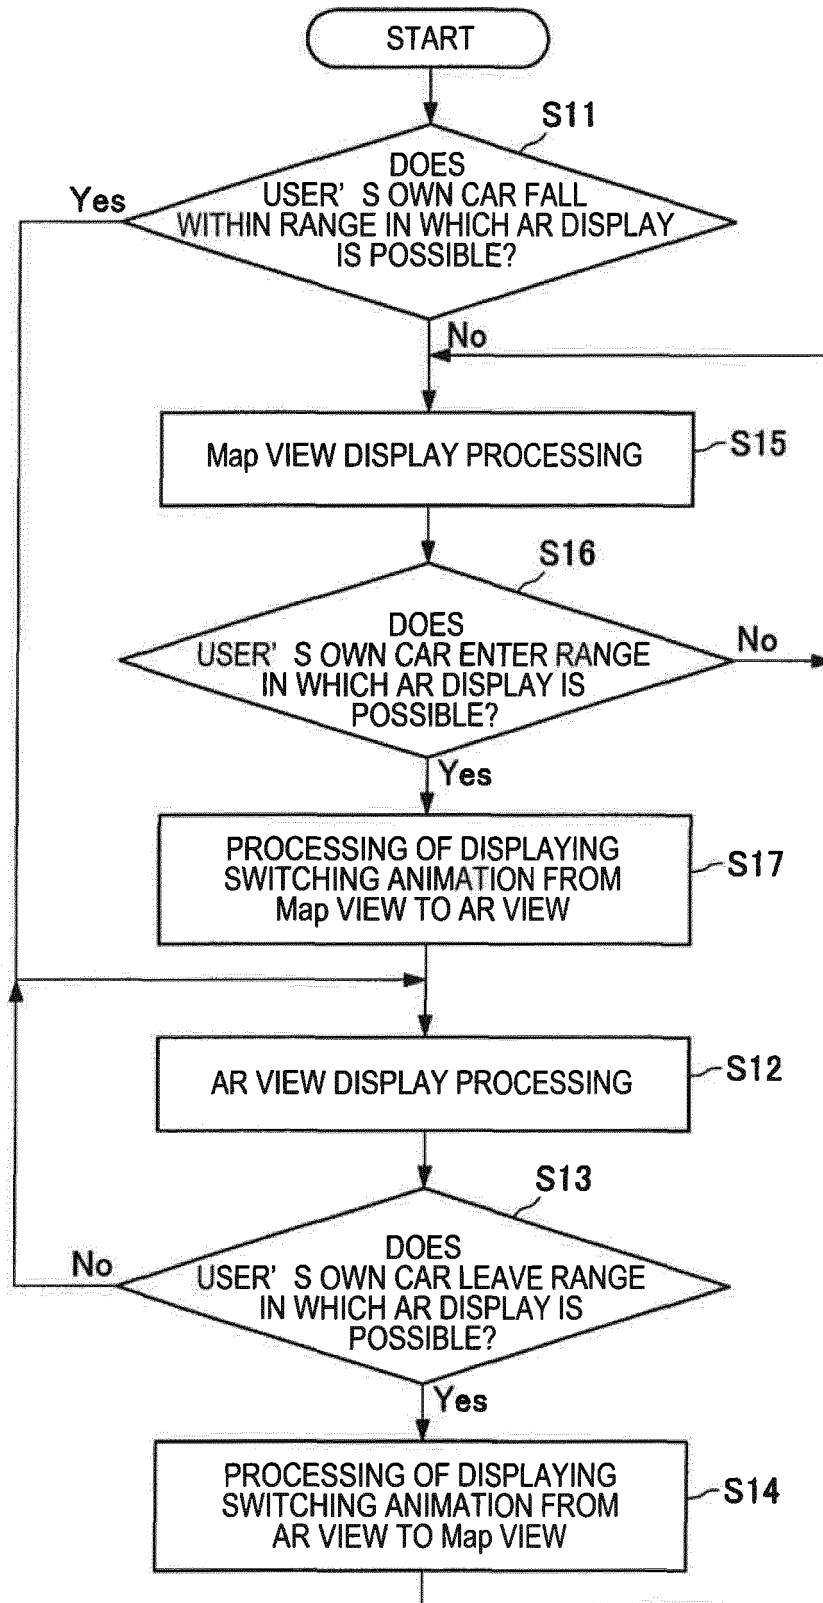 START
S11
DOES
USER' S OWN CAR FALL
WITHIN RANGE IN WHICH AR DISPLAY
IS POSSIBLE?
Yes
No
Map VIEW DISPLAY PROCESSING
S15
S16
DOES
USER' S OWN CAR ENTER RANGE
IN WHICH AR DISPLAY IS
POSSIBLE?
No
Yes
PROCESSING OF DISPLAYING
SWITCHING ANIMATION FROM
Map VIEW TO AR VIEW
S17
AR VIEW DISPLAY PROCESSING
S12
S13
DOES
USER' S OWN CAR LEAVE RANGE
IN WHICH AR DISPLAY IS
POSSIBLE?
No
Yes
PROCESSING OF DISPLAYING
SWITCHING ANIMATION FROM
AR VIEW TO Map VIEW
S14